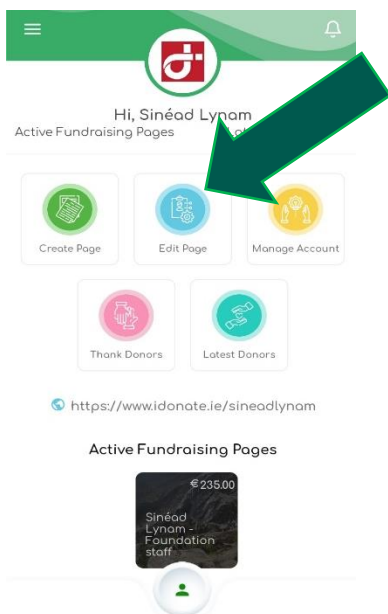 Hi, Sinéad Lynam
Active Fundraising Pages
Create Page
Edit Page
Manage Account
Thank Donors
Latest Donors
https://www.idonate.ie/sineadlynam
Active Fundraising Pages
€235.00
Sinéad
Lynam -
Foundation
staff